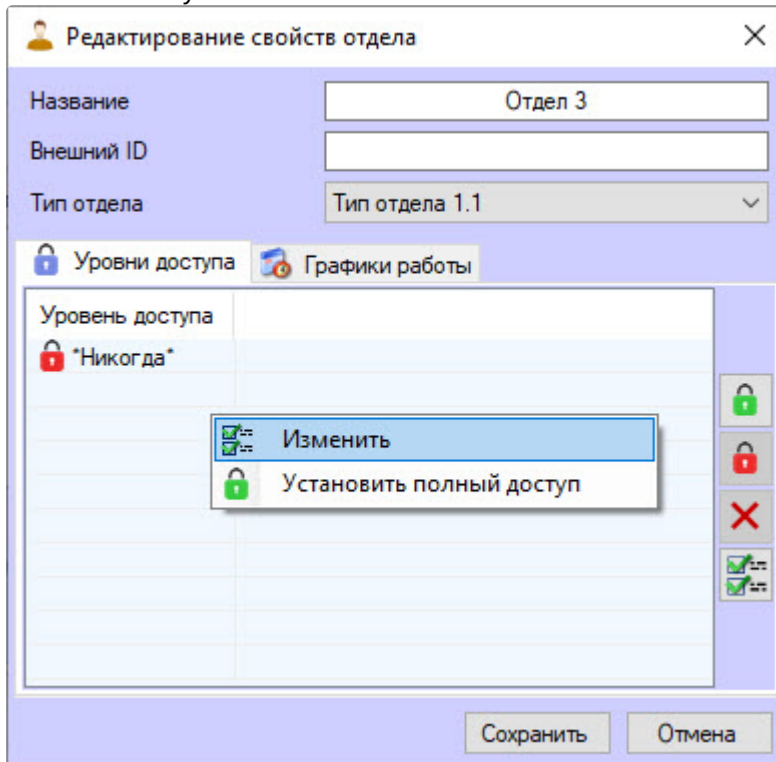 Редактирование свойств отдела
Название
Отдел 3
Внешний ID
Тип отдела
Тип отдела 1.1
Уровни доступа
Графики работы
Уровень доступа
*Никогда*
Изменить
Установить полный доступ
Сохранить
Отмена